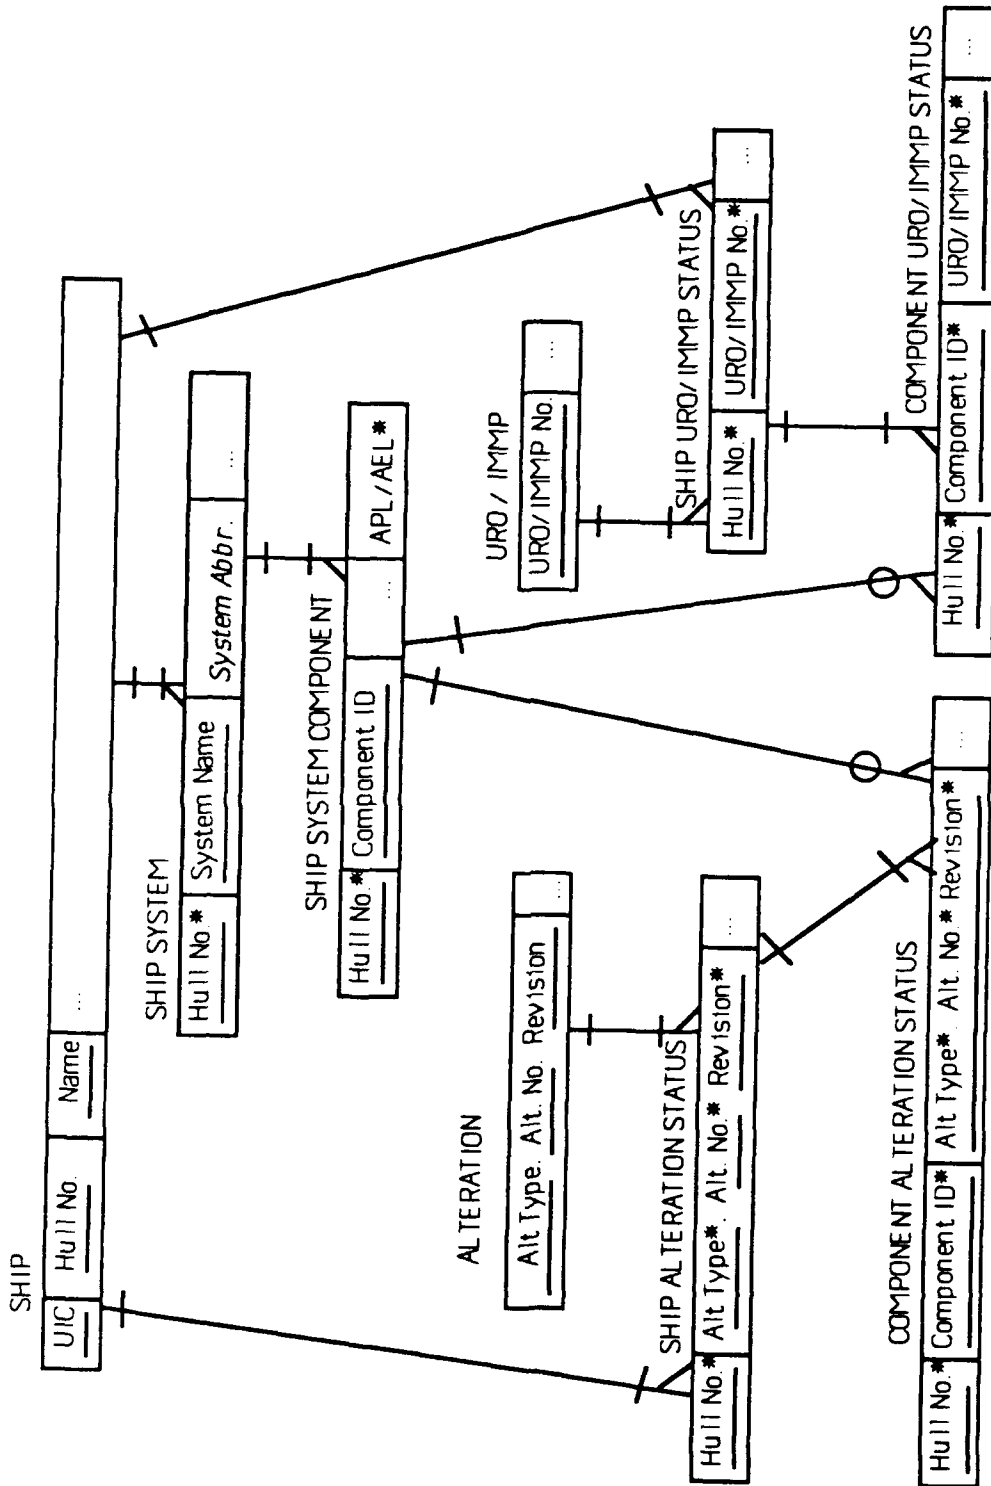 SHIP
UIC Hull No. Name ...
SHIP SYSTEM
Hull No.* System Name System Abbr. ...
SHIP SYSTEM COMPONENT
Hull No.* Component ID ... APL/AEL*
ALTERATION
Alt Type. Alt. No. Revision ...
URO / IMMP
URO/IMMP No. ...
SHIP ALTERATION STATUS
Hull No.* Alt Type*. Alt. No.* Revision* ...
SHIP URO/IMMP STATUS
Hull No.* URO/IMMP No.* ...
COMPONENT ALTERATION STATUS
Hull No.* Component ID* Alt Type*. Alt. No.* Revision* ...
COMPONENT URO/IMMP STATUS
Hull No.* Component ID* URO/IMMP No.* ...